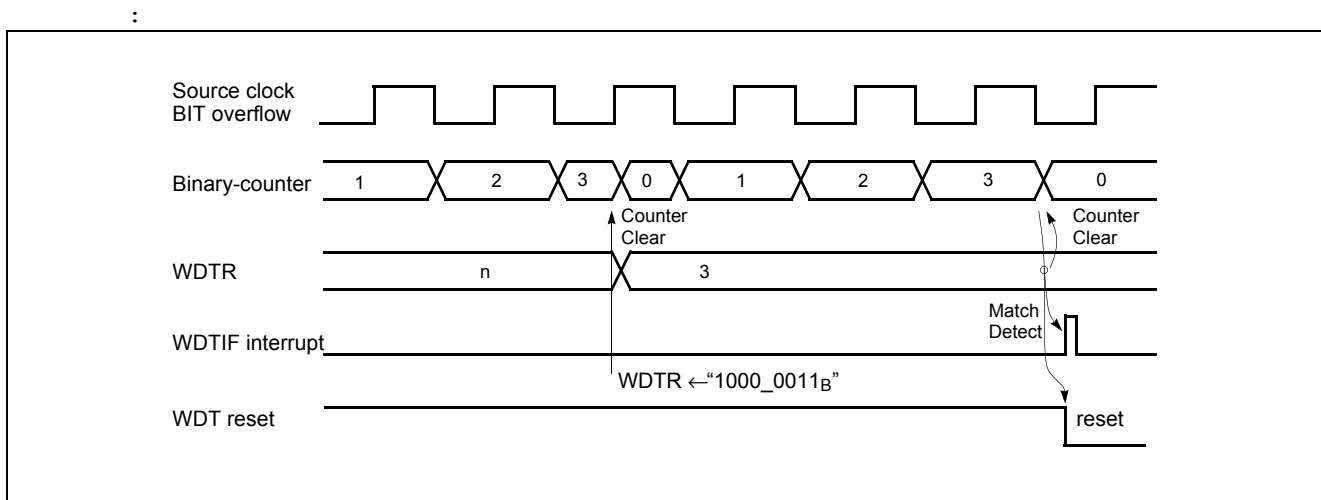 :
Source clock
BIT overflow
Binary-counter 1 2 3 0 1 2 3 0
Counter
Clear
Counter
Clear
WDTR n 3
Match
Detect
WDTIF interrupt
WDTR ←“1000_0011B”
WDT reset reset